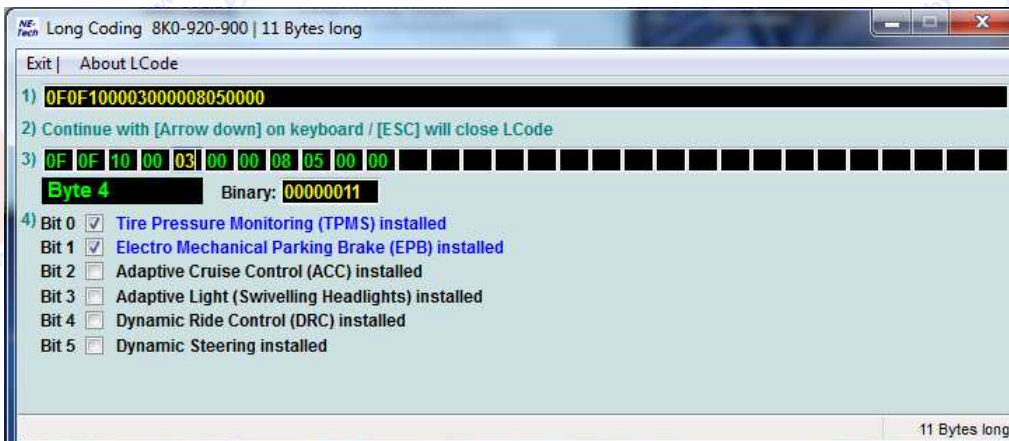 NE-Tech Long Coding 8K0-920-900 | 11 Bytes long
Exit | About LCode
1) 0F0F100003000008050000
2) Continue with [Arrow down] on keyboard / [ESC] will close LCode
3) 0F 0F 10 00 03 00 00 08 05 00 00
Byte 4 Binary: 00000011
4) Bit 0 Tire Pressure Monitoring (TPMS) installed
Bit 1 Electro Mechanical Parking Brake (EPB) installed
Bit 2 Adaptive Cruise Control (ACC) installed
Bit 3 Adaptive Light (Swivelling Headlights) installed
Bit 4 Dynamic Ride Control (DRC) installed
Bit 5 Dynamic Steering installed
11 Bytes long